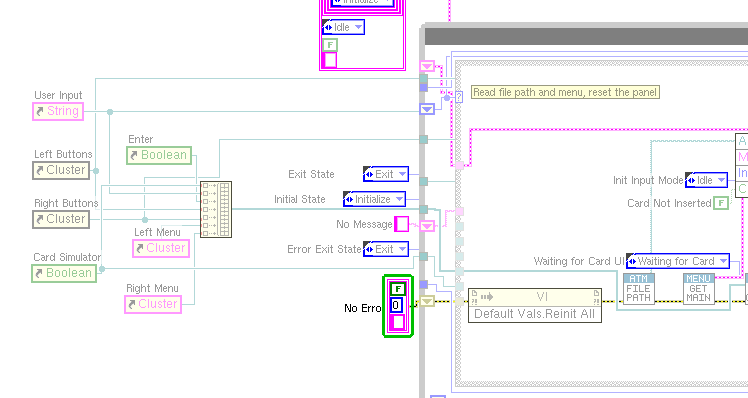 Initialize
Idle
F
User Input
String
?
Read file path and menu, reset the panel
Enter
Boolean
Left Buttons
Cluster
Exit State
Exit
Init Input Mode
Idle
Initial State
Initialize
Card Not Inserted
F
Right Buttons
Cluster
No Message
Left Menu
Cluster
Error Exit State
Exit
Card Simulator
Boolean
Waiting for Card UI
Waiting for Card
Right Menu
Cluster
No Erro
F
0
VI
Default Vals.Reinit All
ATM
FILE
PATH
MENU
GET
MAIN
A
M
In
C